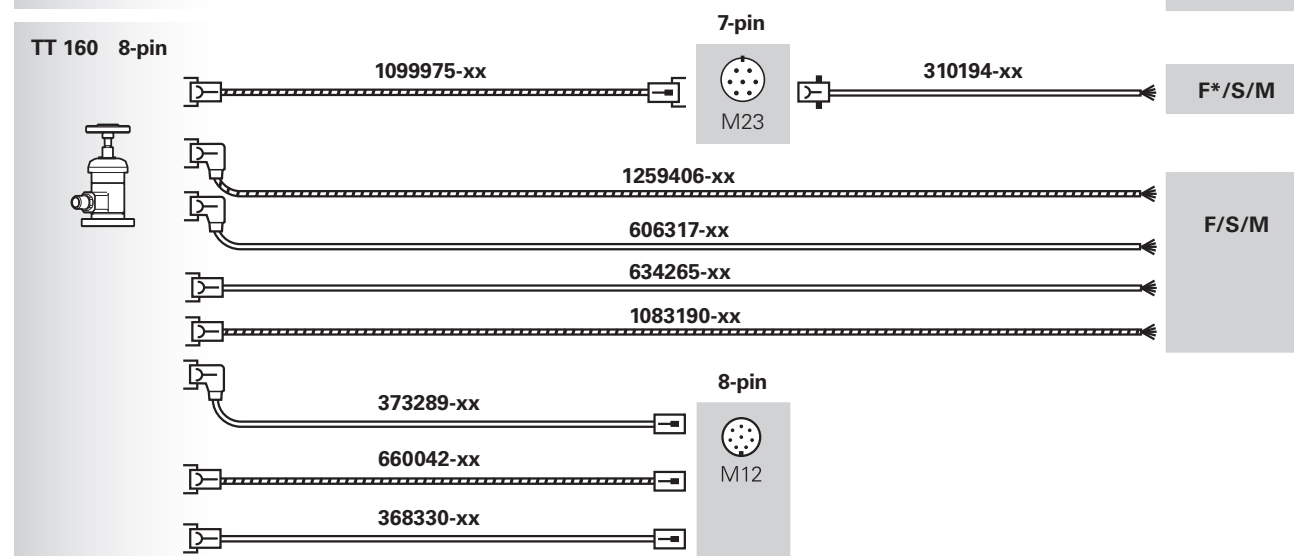 7-pin
TT 160 8-pin
1099975-xx
310194-xx
F*/S/M
M23
1259406-xx
606317-xx
F/S/M
634265-xx
1083190-xx
8-pin
373289-xx
660042-xx
M12
368330-xx